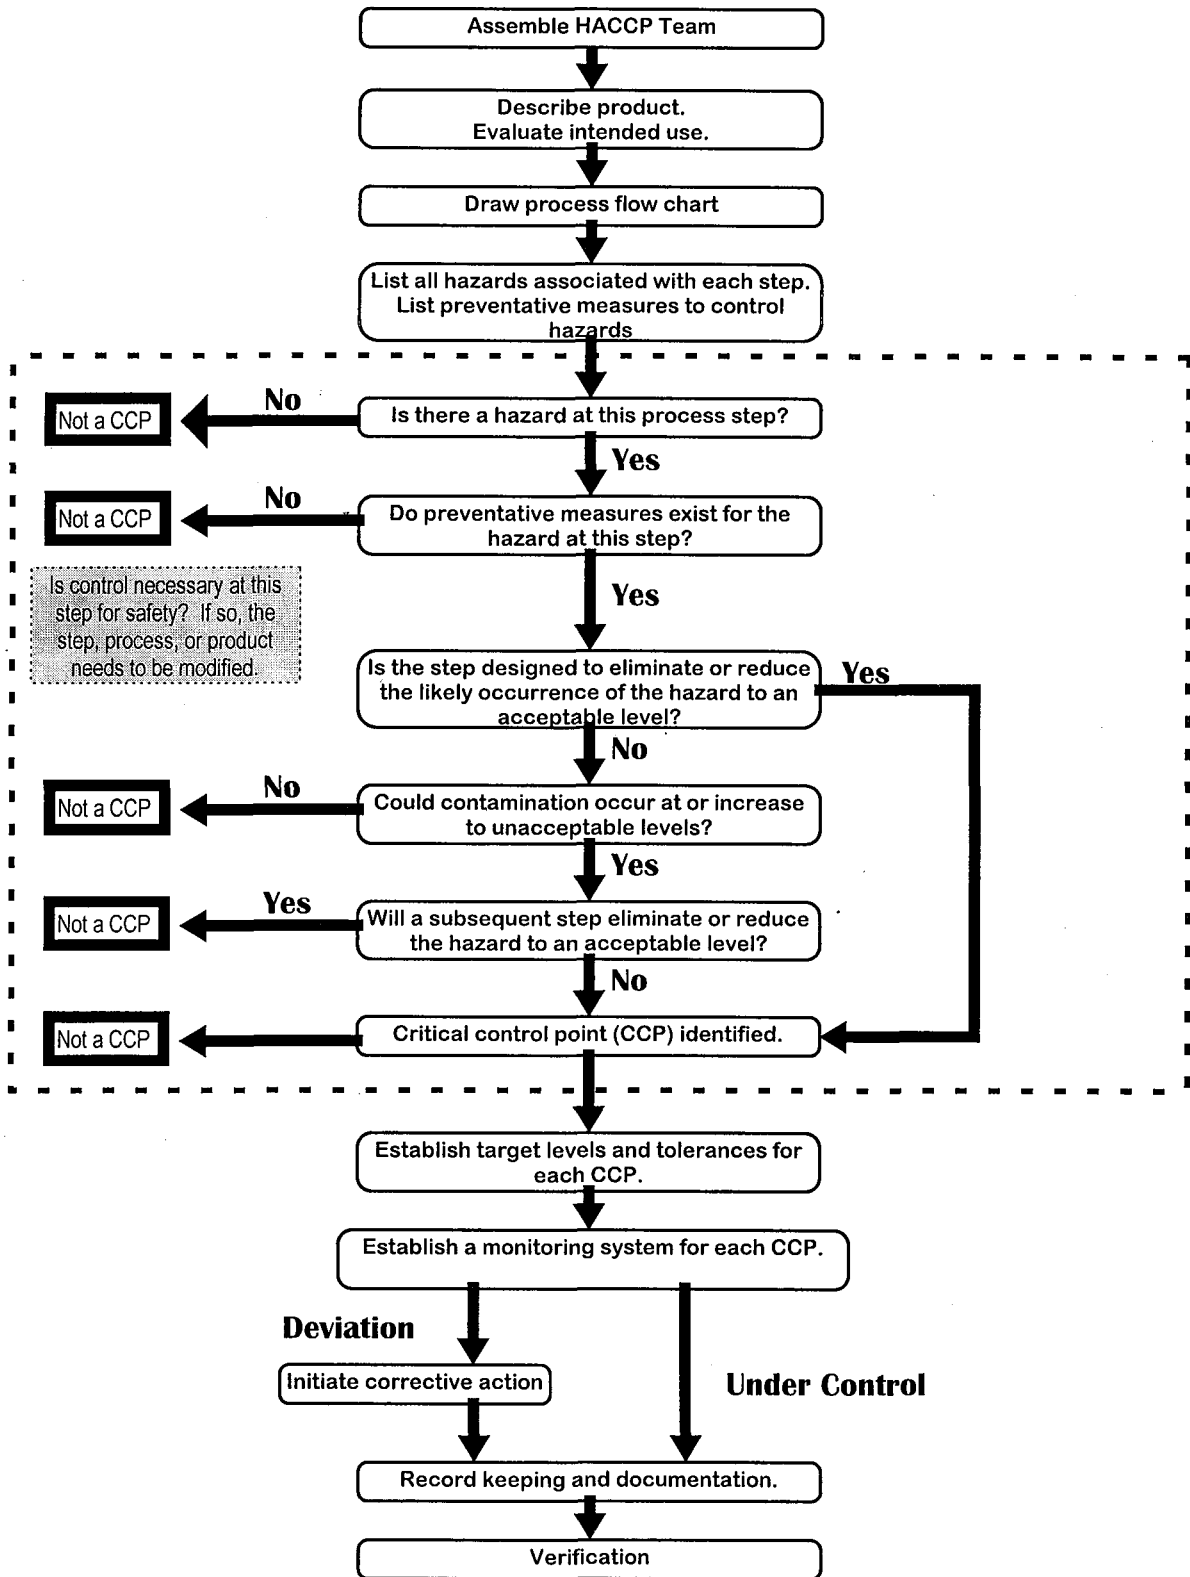 Assemble HACCP Team
Describe product.
Evaluate intended use.
Draw process flow chart
List all hazards associated with each step.
List preventative measures to control
hazards
Is there a hazard at this process step?
No
Not a CCP
Yes
Do preventative measures exist for the
hazard at this step?
No
Not a CCP
Is control necessary at this
step for safety? If so, the
step, process, or product
needs to be modified.
Yes
Is the step designed to eliminate or reduce
the likely occurrence of the hazard to an
acceptable level?
Yes
No
Could contamination occur at or increase
to unacceptable levels?
No
Not a CCP
Yes
Will a subsequent step eliminate or reduce
the hazard to an acceptable level?
Yes
Not a CCP
No
Critical control point (CCP) identified.
Not a CCP
Establish target levels and tolerances for
each CCP.
Establish a monitoring system for each CCP.
Deviation
Initiate corrective action
Under Control
Record keeping and documentation.
Verification